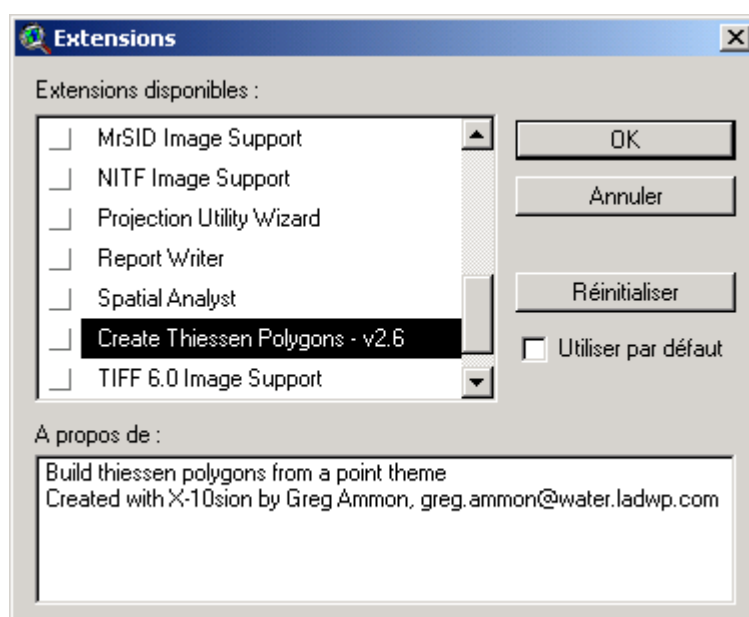 Extensions
Extensions disponibles :
MrSID Image Support
NITF Image Support
Projection Utility Wizard
Report Writer
Spatial Analyst
Create Thiessen Polygons - v2.6
TIFF 6.0 Image Support
OK
Annuler
Réinitialiser
Utiliser par défaut
A propos de :
Build thiessen polygons from a point theme
Created with X-10sion by Greg Ammon, greg.ammon@water.ladwp.com